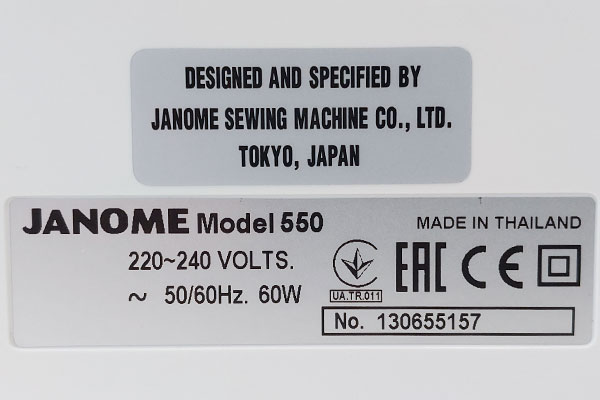 DESIGNED AND SPECIFIED BY
JANOME SEWING MACHINE CO., LTD.
TOKYO, JAPAN
JANOME Model 550 MADE IN THAILAND
220~240 VOLTS.
~ 50/60Hz. 60W
UA.TR.011
EAC CE
No. 130655157